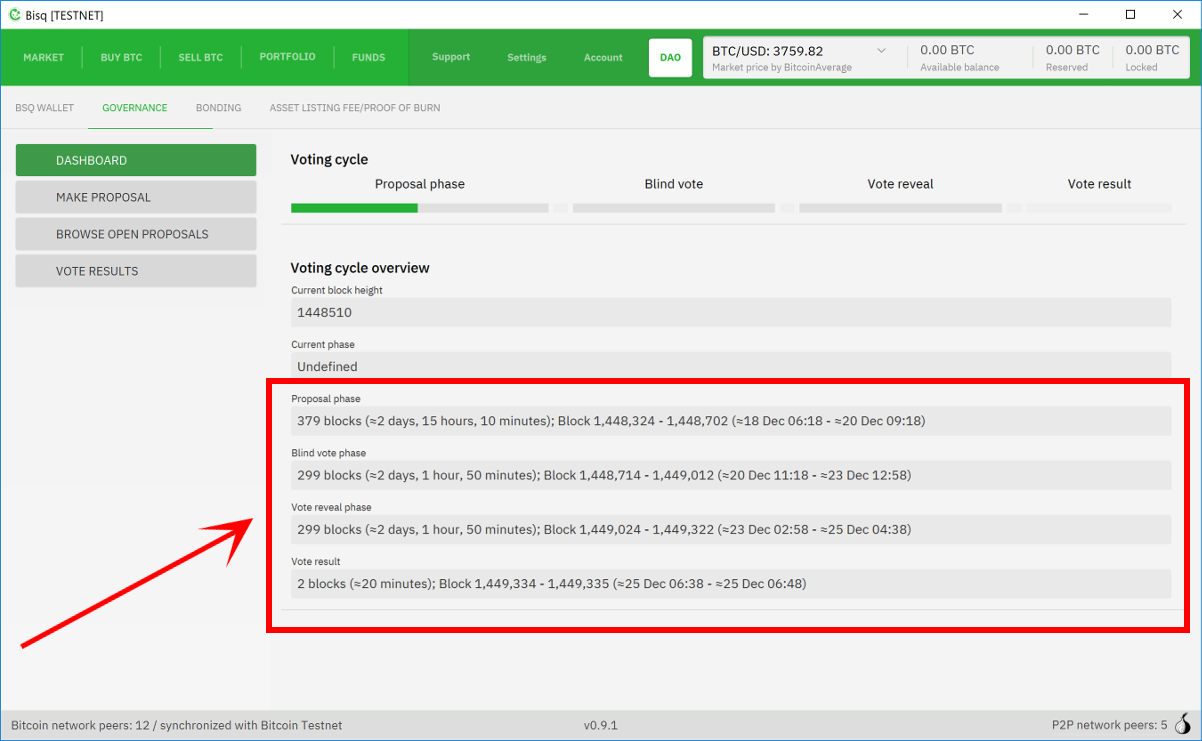 Bisq [TESTNET]
MARKET BUY BTC SELL BTC PORTFOLIO FUNDS Support Settings Account DAO
BTC/USD: 3759.82 0.00 BTC 0.00 BTC 0.00 BTC
Market price by BitcoinAverage Available balance Reserved Locked
BSQ WALLET GOVERNANCE BONDING ASSET LISTING FEE/PROOF OF BURN
DASHBOARD
MAKE PROPOSAL
BROWSE OPEN PROPOSALS
VOTE RESULTS
Voting cycle
Proposal phase Blind vote Vote reveal Vote result
Voting cycle overview
Current block height
1448510
Current phase
Undefined
Proposal phase
379 blocks (≈2 days, 15 hours, 10 minutes); Block 1,448,324 - 1,448,702 (≈18 Dec 06:18 - ≈20 Dec 09:18)
Blind vote phase
299 blocks (≈2 days, 1 hour, 50 minutes); Block 1,448,714 - 1,449,012 (≈20 Dec 11:18 - ≈23 Dec 12:58)
Vote reveal phase
299 blocks (≈2 days, 1 hour, 50 minutes); Block 1,449,024 - 1,449,322 (≈23 Dec 02:58 - ≈25 Dec 04:38)
Vote result
2 blocks (≈20 minutes); Block 1,449,334 - 1,449,335 (≈25 Dec 06:38 - ≈25 Dec 06:48)
Bitcoin network peers: 12 / synchronized with Bitcoin Testnet v0.9.1 P2P network peers: 5